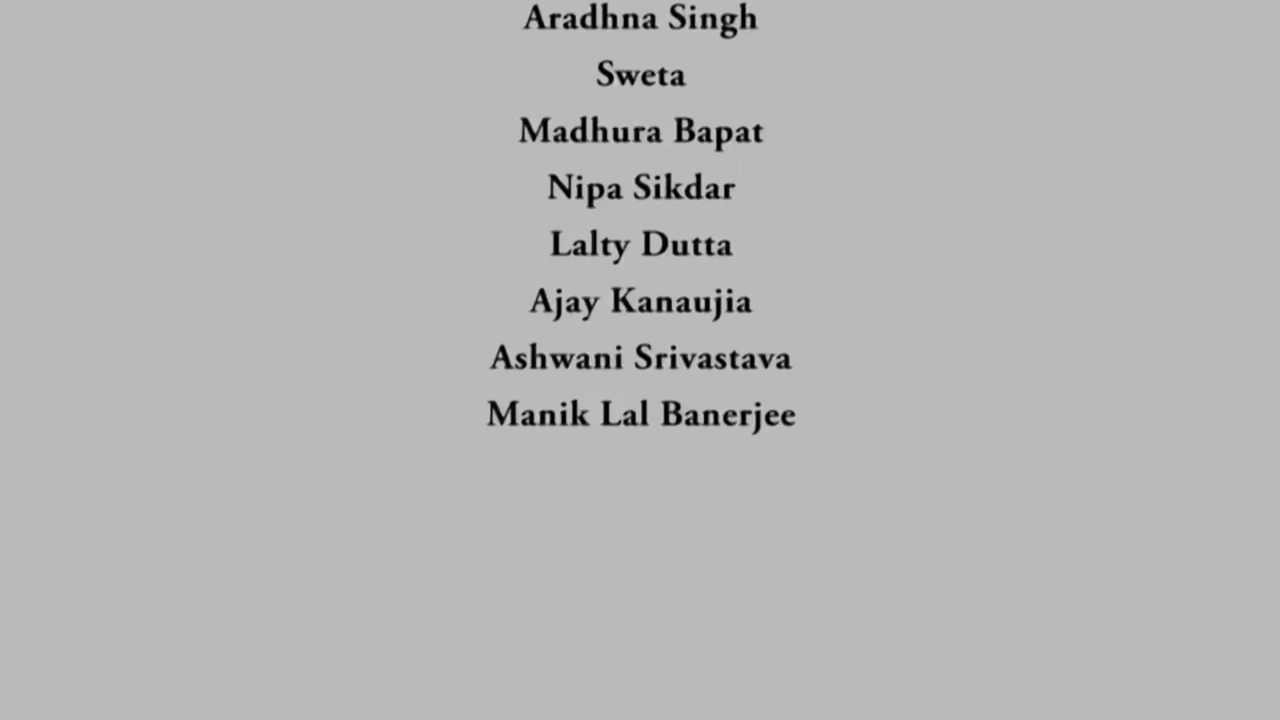 Aradhna Singh
Sweta
Madhura Bapat
Nipa Sikdar
Lalty Dutta
Ajay Kanaujia
Ashwani Srivastava
Manik Lal Banerjee